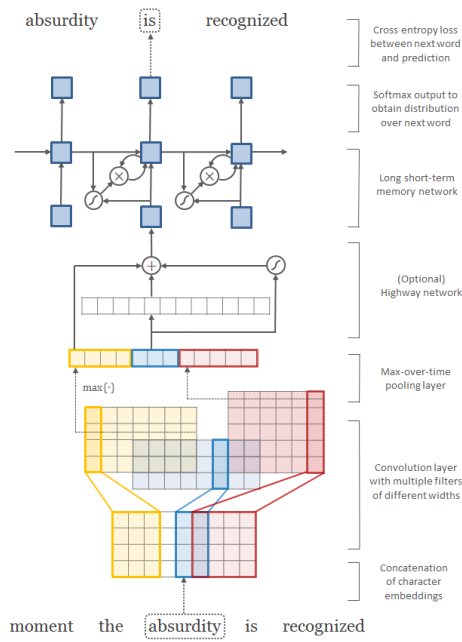 absurdity is recognized
Cross entropy loss
between next word
and prediction
Softmax output to
obtain distribution
over next word
Long short-term
memory network
(Optional)
Highway network
Max-over-time
pooling layer
max{·}
Convolution layer
with multiple filters
of different widths
Concatenation
of character
embeddings
moment the absurdity is recognized